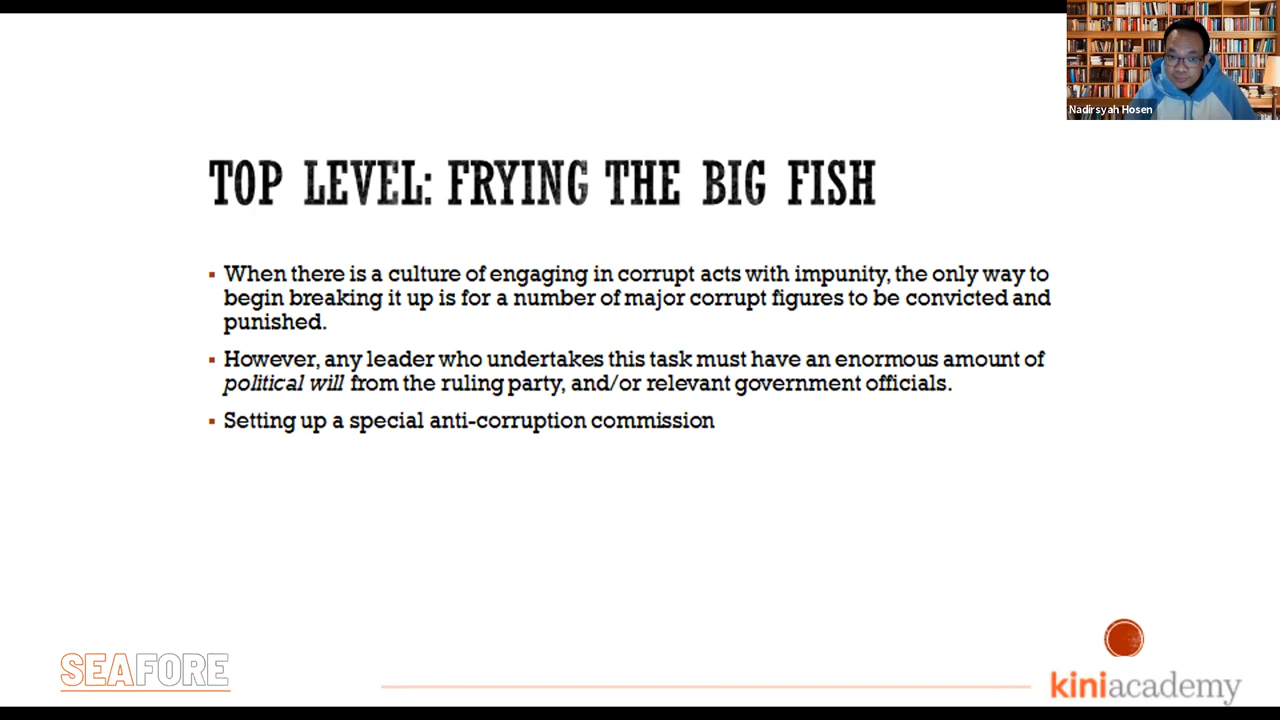 Nadirsyah Hosen
TOP LEVEL: FRYING THE BIG FISH
▪ When there is a culture of engaging in corrupt acts with impunity, the only way to
begin breaking it up is for a number of major corrupt figures to be convicted and
punished.
▪ However, any leader who undertakes this task must have an enormous amount of
political will from the ruling party, and/or relevant government officials.
▪ Setting up a special anti-corruption commission
SEAFORE
kiniacademy